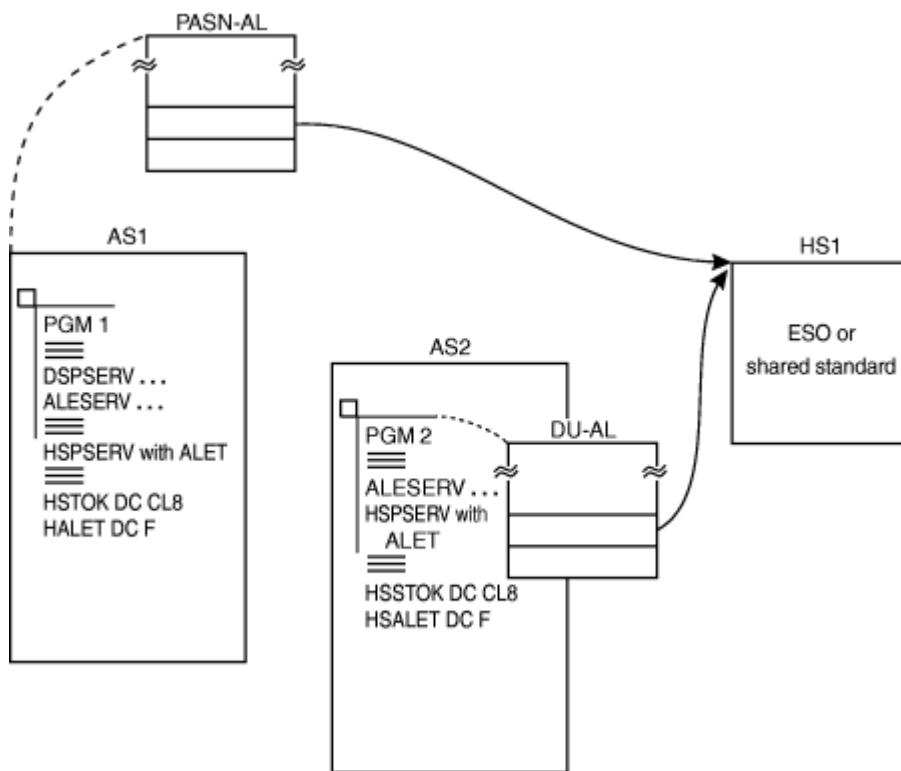 PASN-AL
AS1
PGM 1
DSPSERV . . .
ALESERV . . .
HSPSERV with ALET
HSTOK DC CL8
HALET DC F
AS2
PGM 2
ALESERV . . .
HSPSERV with
ALET
HSSTOK DC CL8
HSALET DC F
DU-AL
HS1
ESO or
shared standard